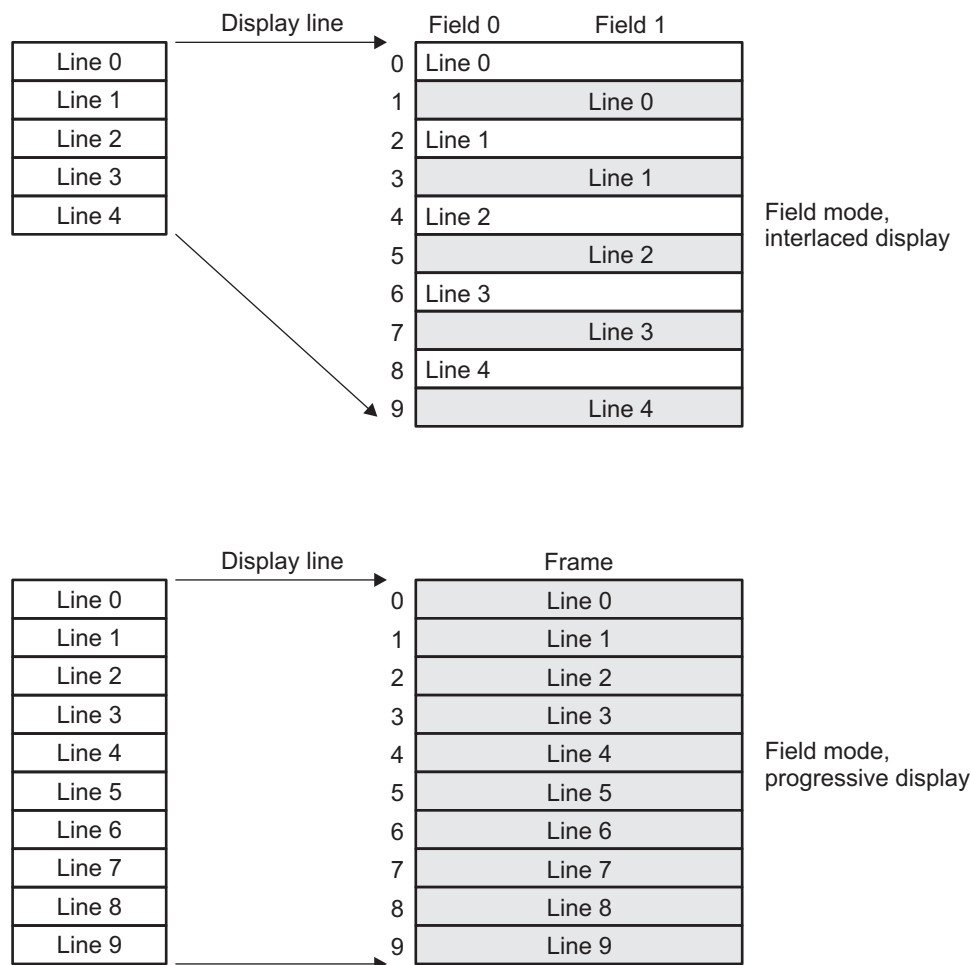 Display line
Field 0 Field 1
Line 0
Line 1
Line 2
Line 3
Line 4
0 Line 0
1 Line 0
2 Line 1
3 Line 1
4 Line 2
5 Line 2
6 Line 3
7 Line 3
8 Line 4
9 Line 4
Field mode,
interlaced display
Display line
Frame
Line 0
Line 1
Line 2
Line 3
Line 4
Line 5
Line 6
Line 7
Line 8
Line 9
0 Line 0
1 Line 1
2 Line 2
3 Line 3
4 Line 4
5 Line 5
6 Line 6
7 Line 7
8 Line 8
9 Line 9
Field mode,
progressive display